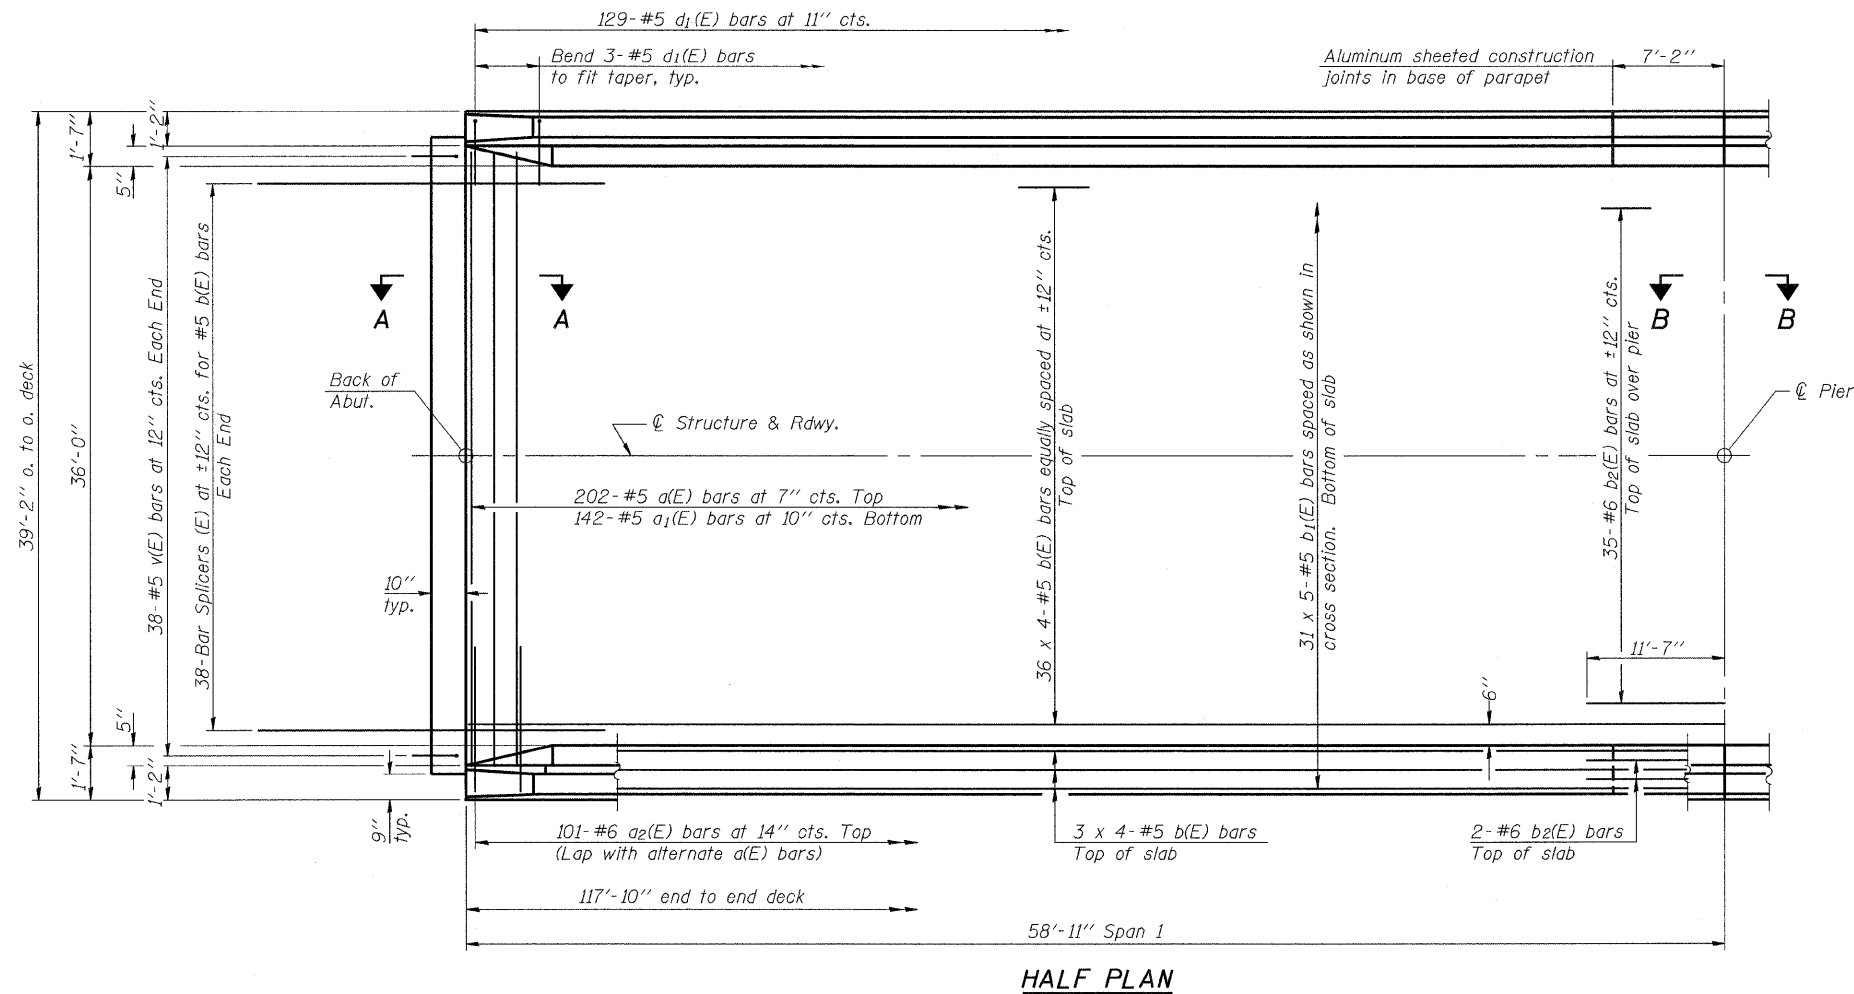 129-#5 d1(E) bars at 11" cts.
Bend 3-#5 d1(E) bars
to fit taper, typ.
Aluminum sheeted construction
joints in base of parapet
7'-2"
1'-7"
1'-2"
5"
39'-2" o. to o. deck
36'-0"
38-#5 v(E) bars at 12" cts. Each End
38-Bar Splicers (E) at ±12" cts. for #5 b(E) bars
Each End
A
A
B
B
Back of
Abut.
℄ Structure & Rdwy.
℄ Pier
202-#5 a(E) bars at 7" cts. Top
142-#5 a1(E) bars at 10" cts. Bottom
36 x 4-#5 b(E) bars equally spaced at ±12" cts.
Top of slab
31 x 5-#5 b1(E) bars spaced as shown in
cross section. Bottom of slab
35-#6 b2(E) bars at ±12" cts.
Top of slab over pier
10"
typ.
11'-7"
6"
5"
1'-7"
1'-2"
9"
typ.
101-#6 a2(E) bars at 14" cts. Top
(Lap with alternate a(E) bars)
3 x 4-#5 b(E) bars
Top of slab
2-#6 b2(E) bars
Top of slab
117'-10" end to end deck
58'-11" Span 1
HALF PLAN